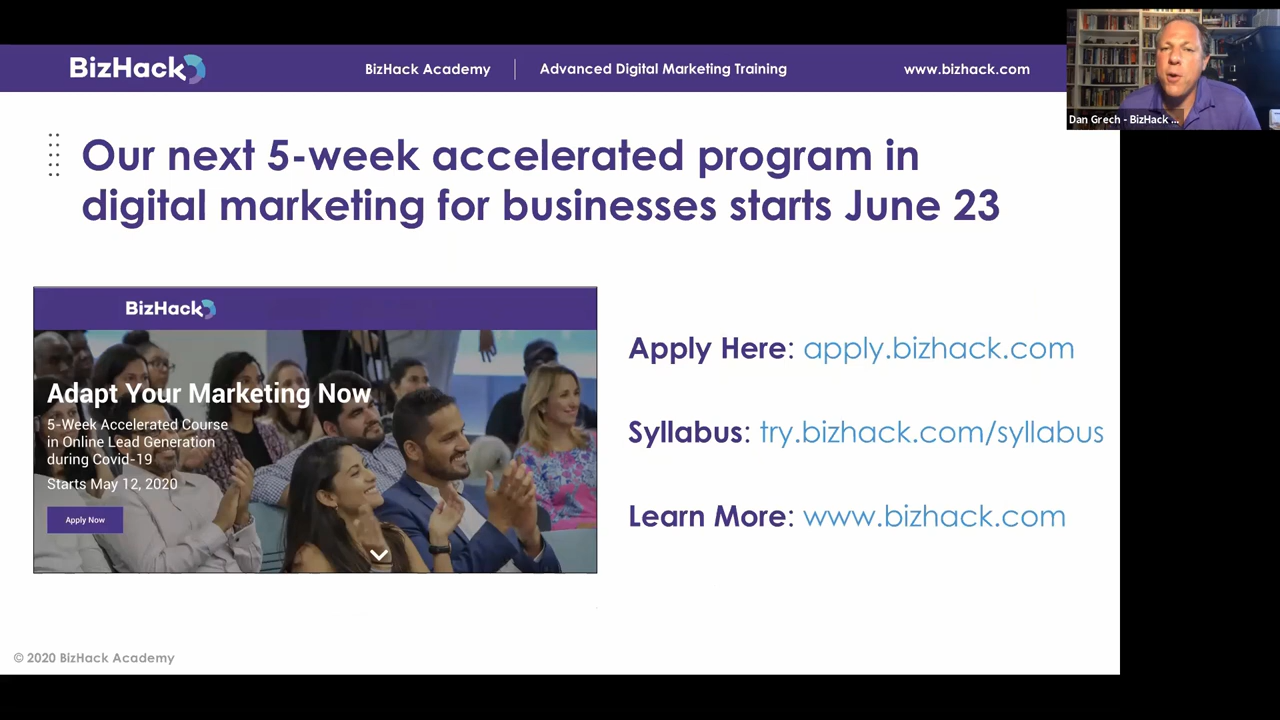 BizHack
BizHack Academy
Advanced Digital Marketing Training
www.bizhack.com
Dan Grech - BizHack ...
Our next 5-week accelerated program in
digital marketing for businesses starts June 23
BizHack
Adapt Your Marketing Now
5-Week Accelerated Course
in Online Lead Generation
during Covid-19
Starts May 12, 2020
Apply Now
Apply Here: apply.bizhack.com
Syllabus: try.bizhack.com/syllabus
Learn More: www.bizhack.com
© 2020 BizHack Academy